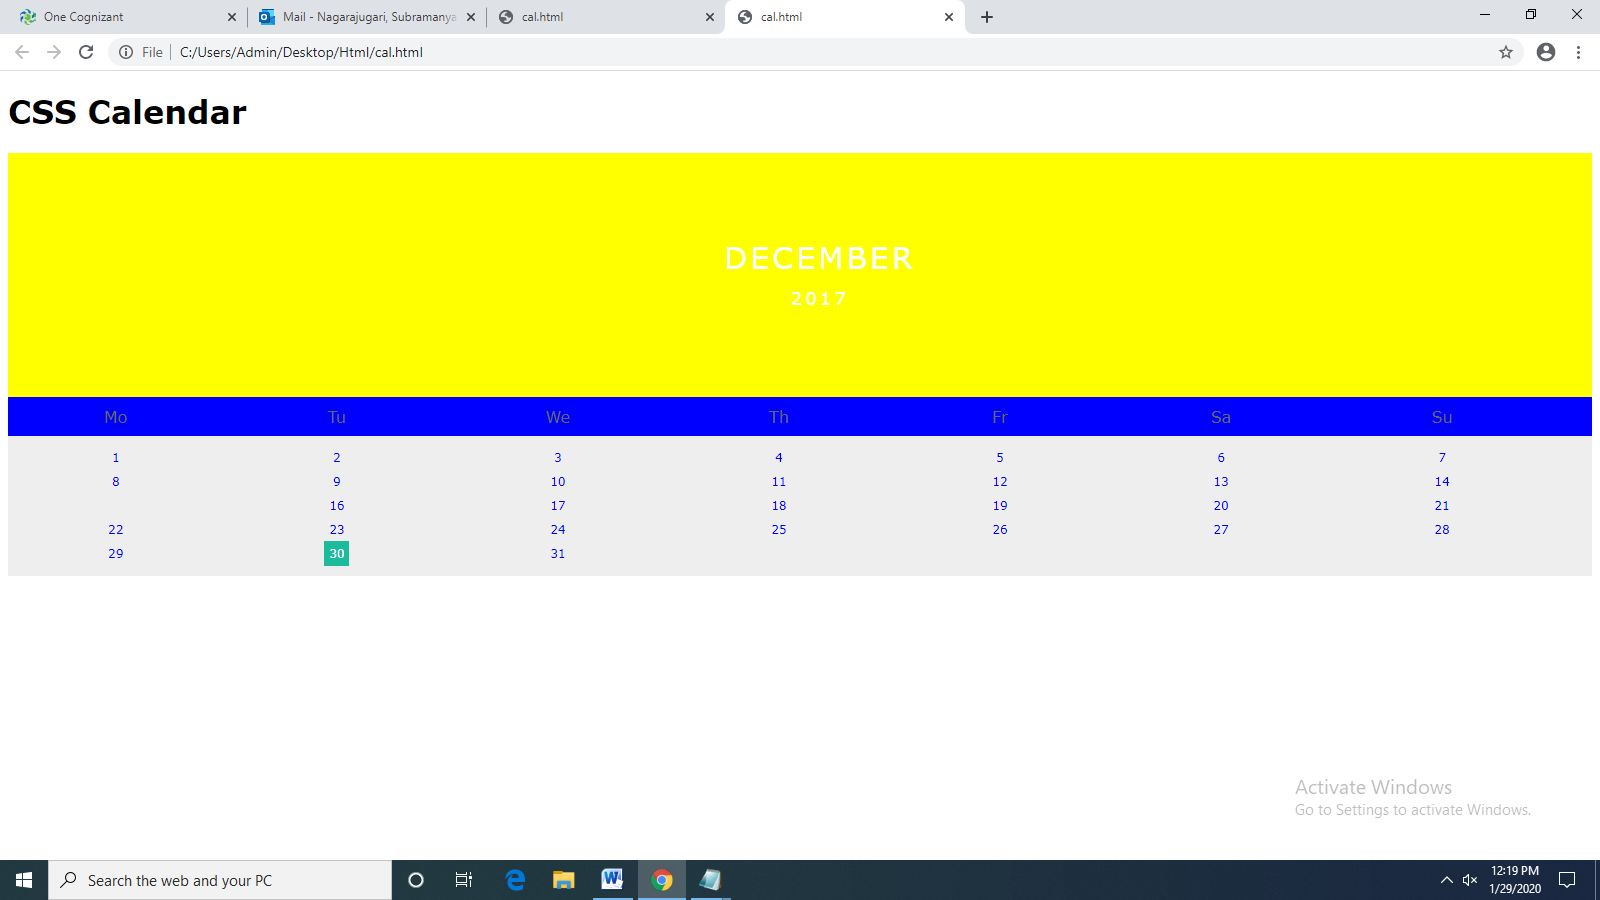 One Cognizant
Mail - Nagarajugari, Subramanya
cal.html
cal.html
File
C:/Users/Admin/Desktop/Html/cal.html
CSS Calendar
DECEMBER
2017
Mo Tu We Th Fr Sa Su
1 2 3 4 5 6 7
8 9 10 11 12 13 14
16 17 18 19 20 21
22 23 24 25 26 27 28
29 30 31
Activate Windows
Go to Settings to activate Windows.
Search the web and your PC
12:19 PM
1/29/2020